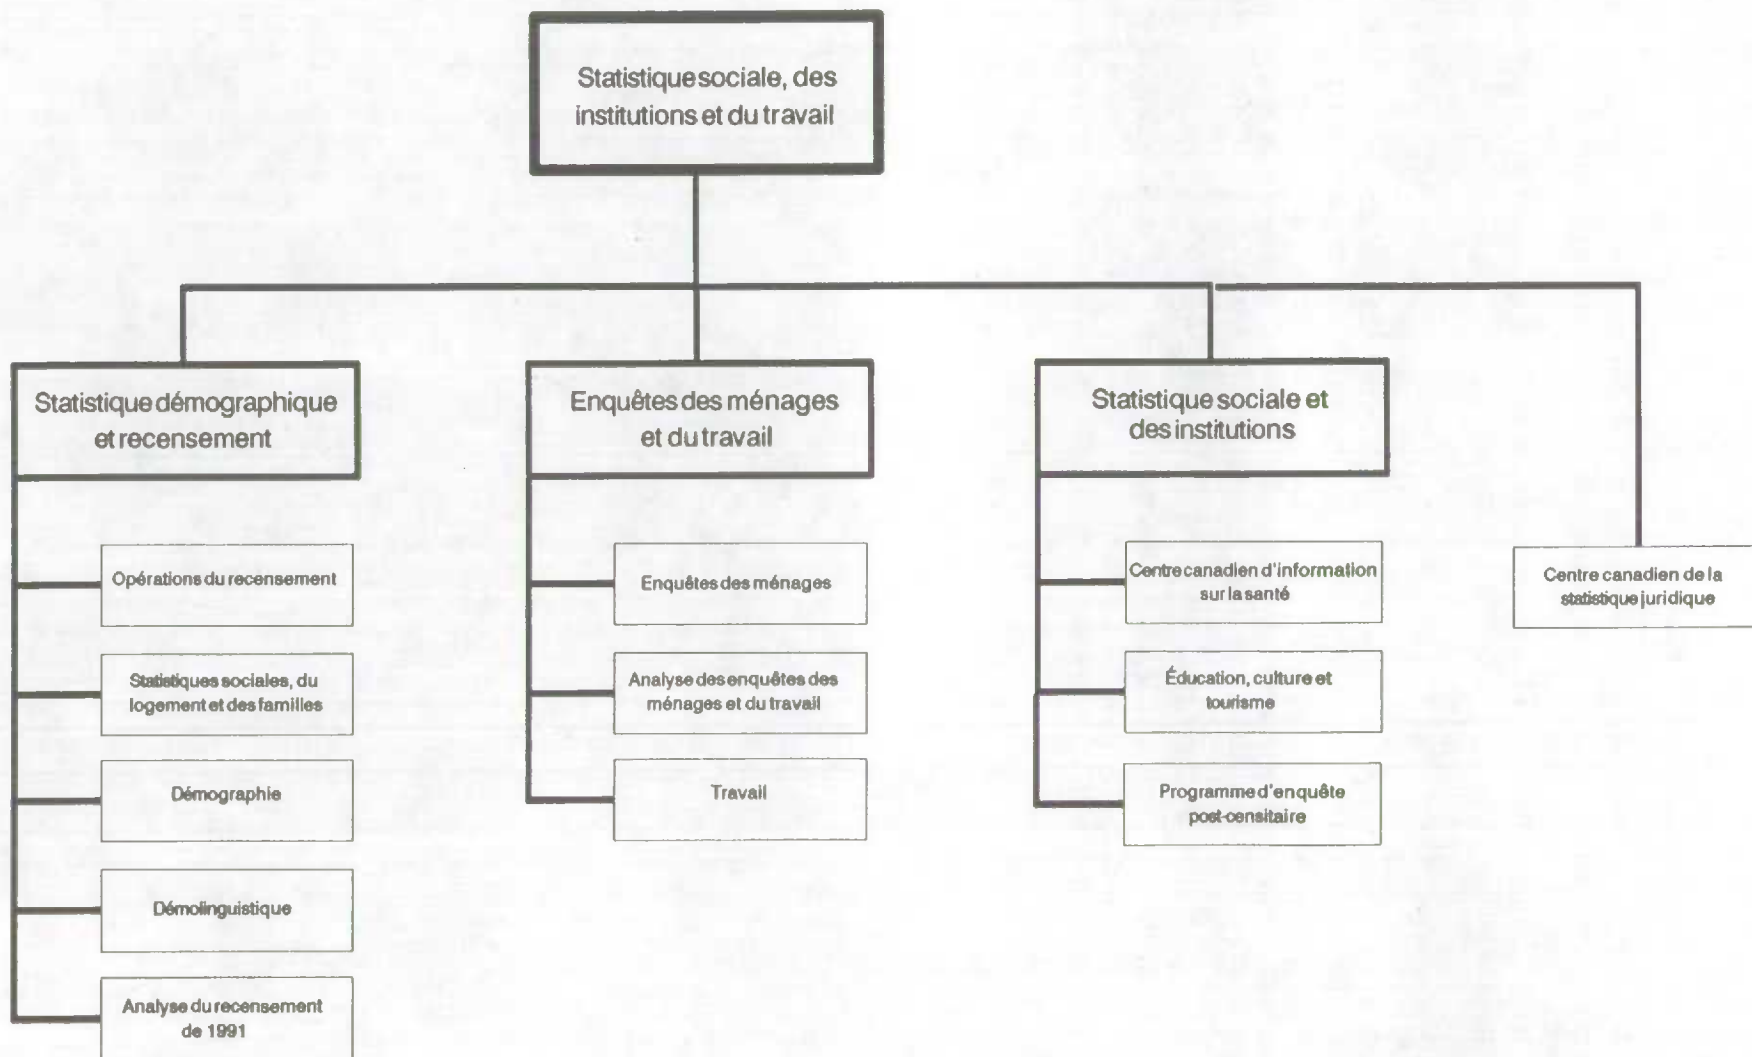 Statistique sociale, des
institutions et du travail
Statistique démographique
et recensement
Opérations du recensement
Statistiques sociales, du
logement et des familles
Démographie
Démolinguistique
Analyse du recensement
de 1991
Enquêtes des ménages
et du travail
Enquêtes des ménages
Analyse des enquêtes des
ménages et du travail
Travail
Statistique sociale et
des institutions
Centre canadien d'information
sur la santé
Éducation, culture et
tourisme
Programme d'enquête
post-censitaire
Centre canadien de la
statistique juridique